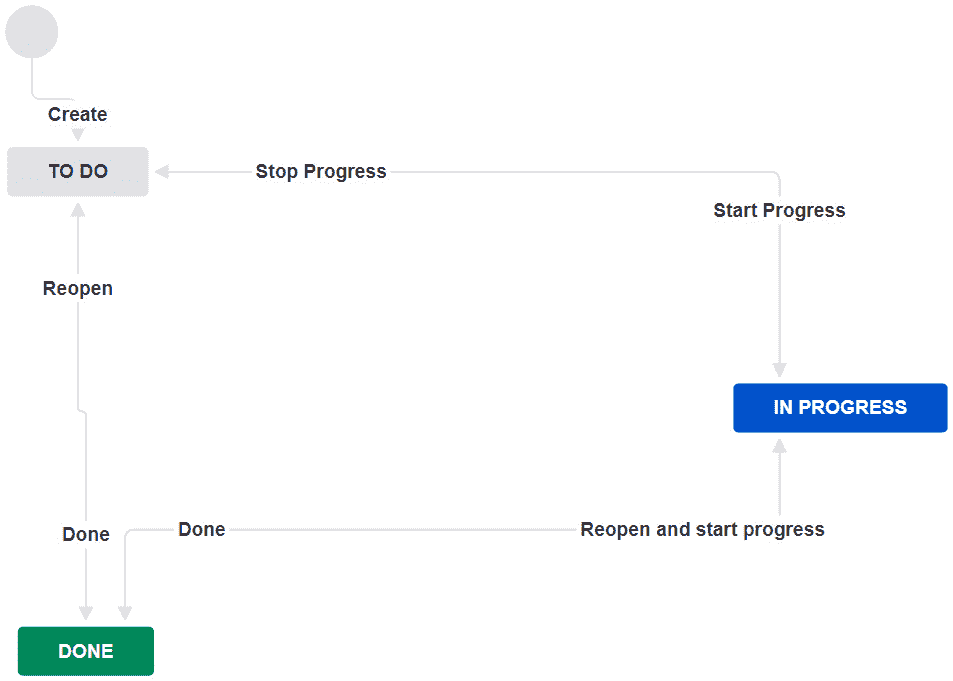 Create
TO DO
Stop Progress
Start Progress
Reopen
IN PROGRESS
Done
Done
Reopen and start progress
DONE